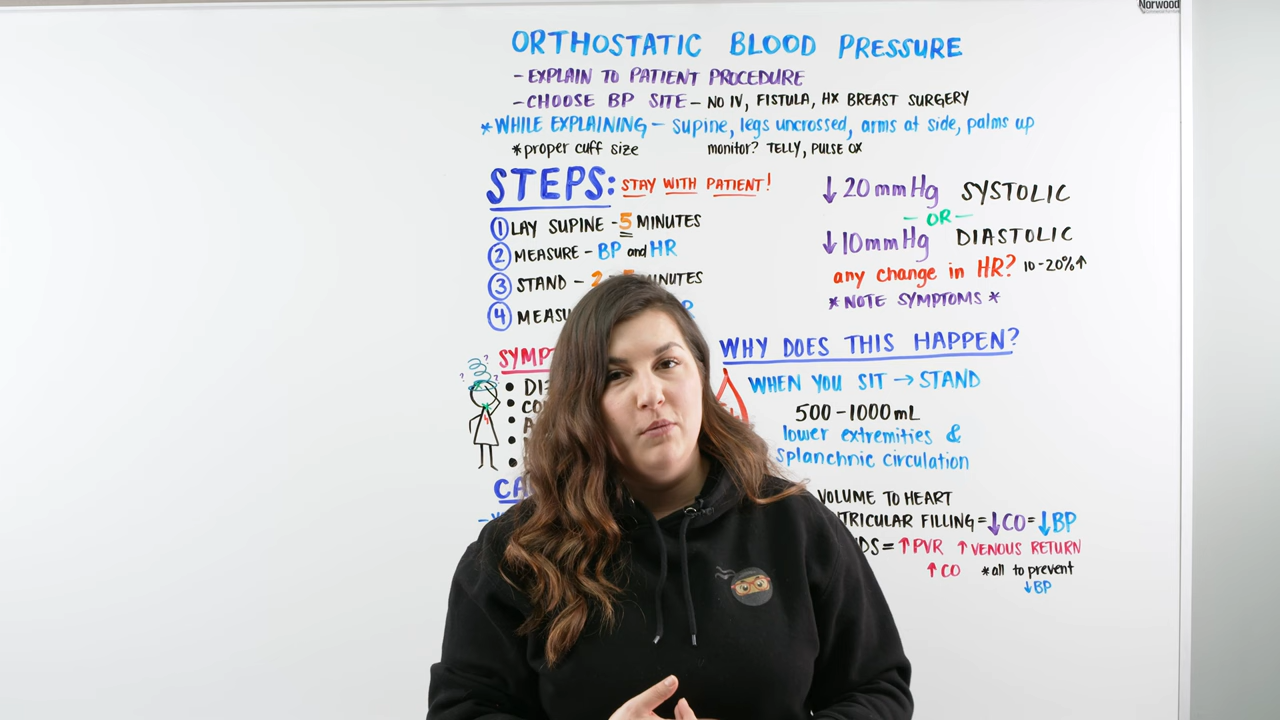 Norwood
ORTHOSTATIC BLOOD PRESSURE
- EXPLAIN TO PATIENT PROCEDURE
- CHOOSE BP SITE - NO IV, FISTULA, HX BREAST SURGERY
* WHILE EXPLAINING - supine, legs uncrossed, arms at side, palms up
* proper cuff size monitor? TELLY, PULSE OX
STEPS: STAY WITH PATIENT!
① LAY SUPINE - 5 MINUTES
② MEASURE - BP and HR
③ STAND - 2 MINUTES
④
↓ 20 mmHg SYSTOLIC
- OR -
↓ 10mmHg DIASTOLIC
any change in HR? 10-20%↑
* NOTE SYMPTOMS *
WHY DOES THIS HAPPEN?
WHEN YOU SIT → STAND
500 - 1000 mL
lower extremities &
splanchnic circulation
VOLUME TO HEART
FILLING = ↓CO = ↓BP
= ↑PVR ↑VENOUS RETURN
↑CO * all to prevent
↓BP